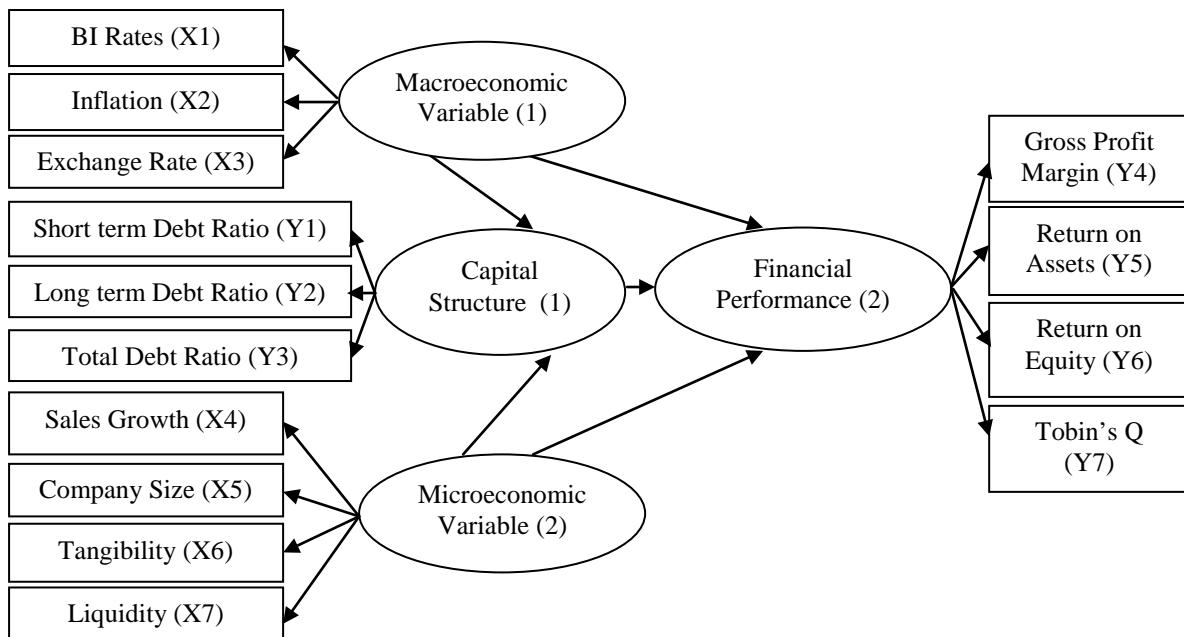 BI Rates (X1)
Inflation (X2)
Exchange Rate (X3)
Macroeconomic
Variable (1)
Short term Debt Ratio (Y1)
Long term Debt Ratio (Y2)
Total Debt Ratio (Y3)
Capital
Structure (1)
Financial
Performance (2)
Gross Profit
Margin (Y4)
Return on
Assets (Y5)
Return on
Equity (Y6)
Tobin’s Q
(Y7)
Sales Growth (X4)
Company Size (X5)
Tangibility (X6)
Liquidity (X7)
Microeconomic
Variable (2)